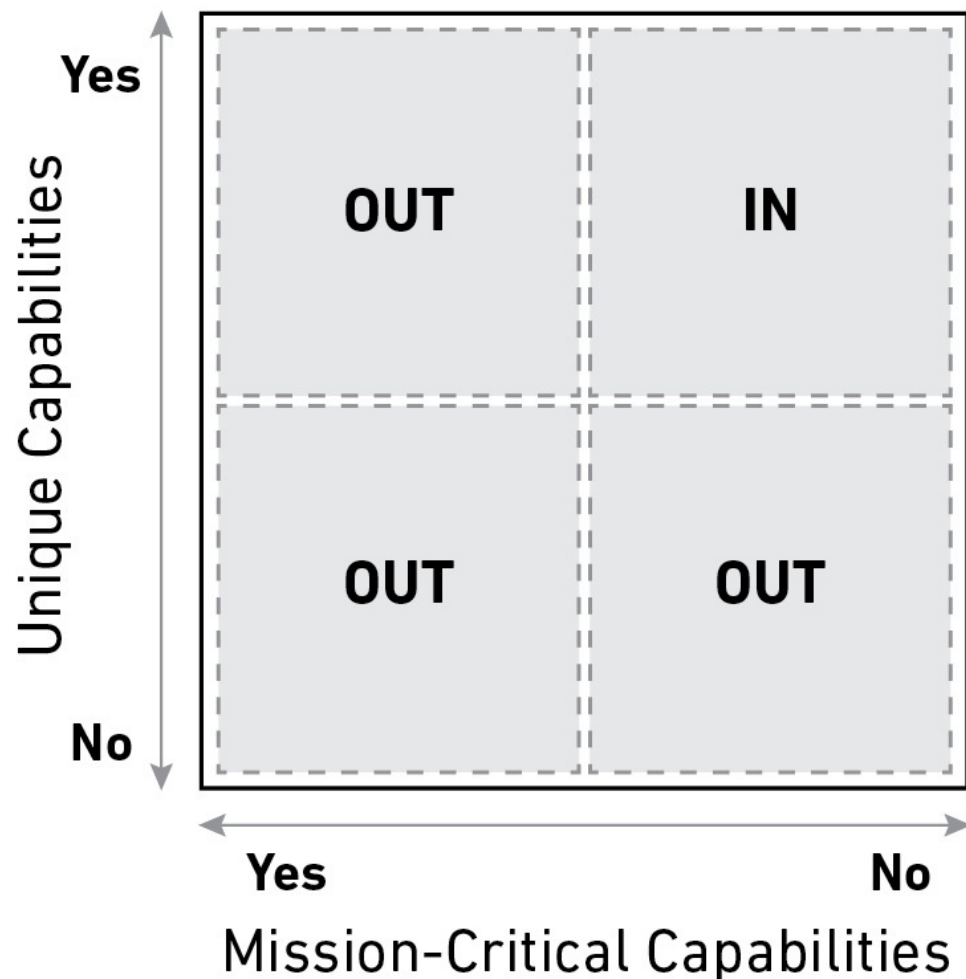 Yes
Unique Capabilities
No
OUT
IN
OUT
OUT
Yes
No
Mission-Critical Capabilities